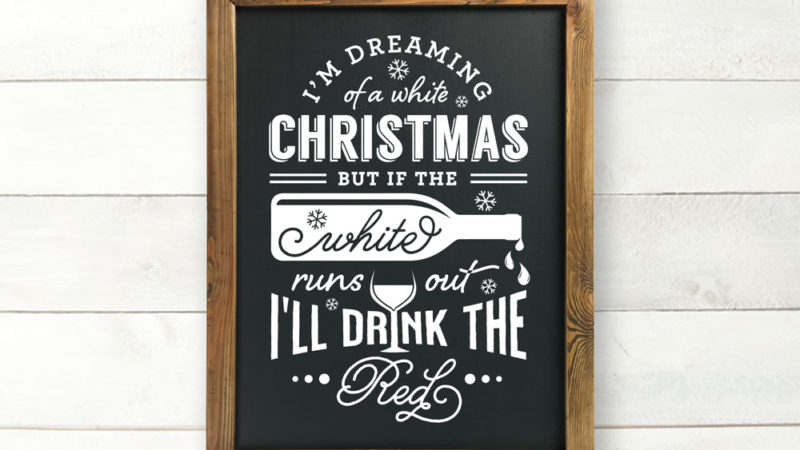 I'M DREAMING
of a white
CHRISTMAS
BUT IF THE
white
runs out
I'LL DRINK THE
Red